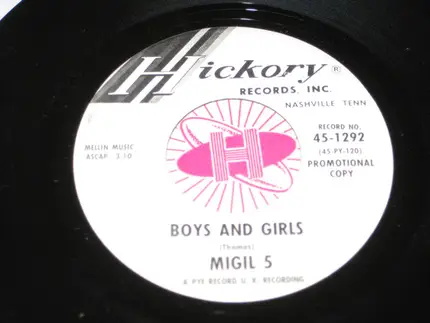 Hickory®
RECORDS, INC.
NASHVILLE TENN
RECORD NO.
45-1292
(45-PY-120)
PROMOTIONAL
COPY
MELLIN MUSIC
ASCAP 3:10
H
BOYS AND GIRLS
(Thomas)
MIGIL 5
A PYE RECORD U.K. RECORDING